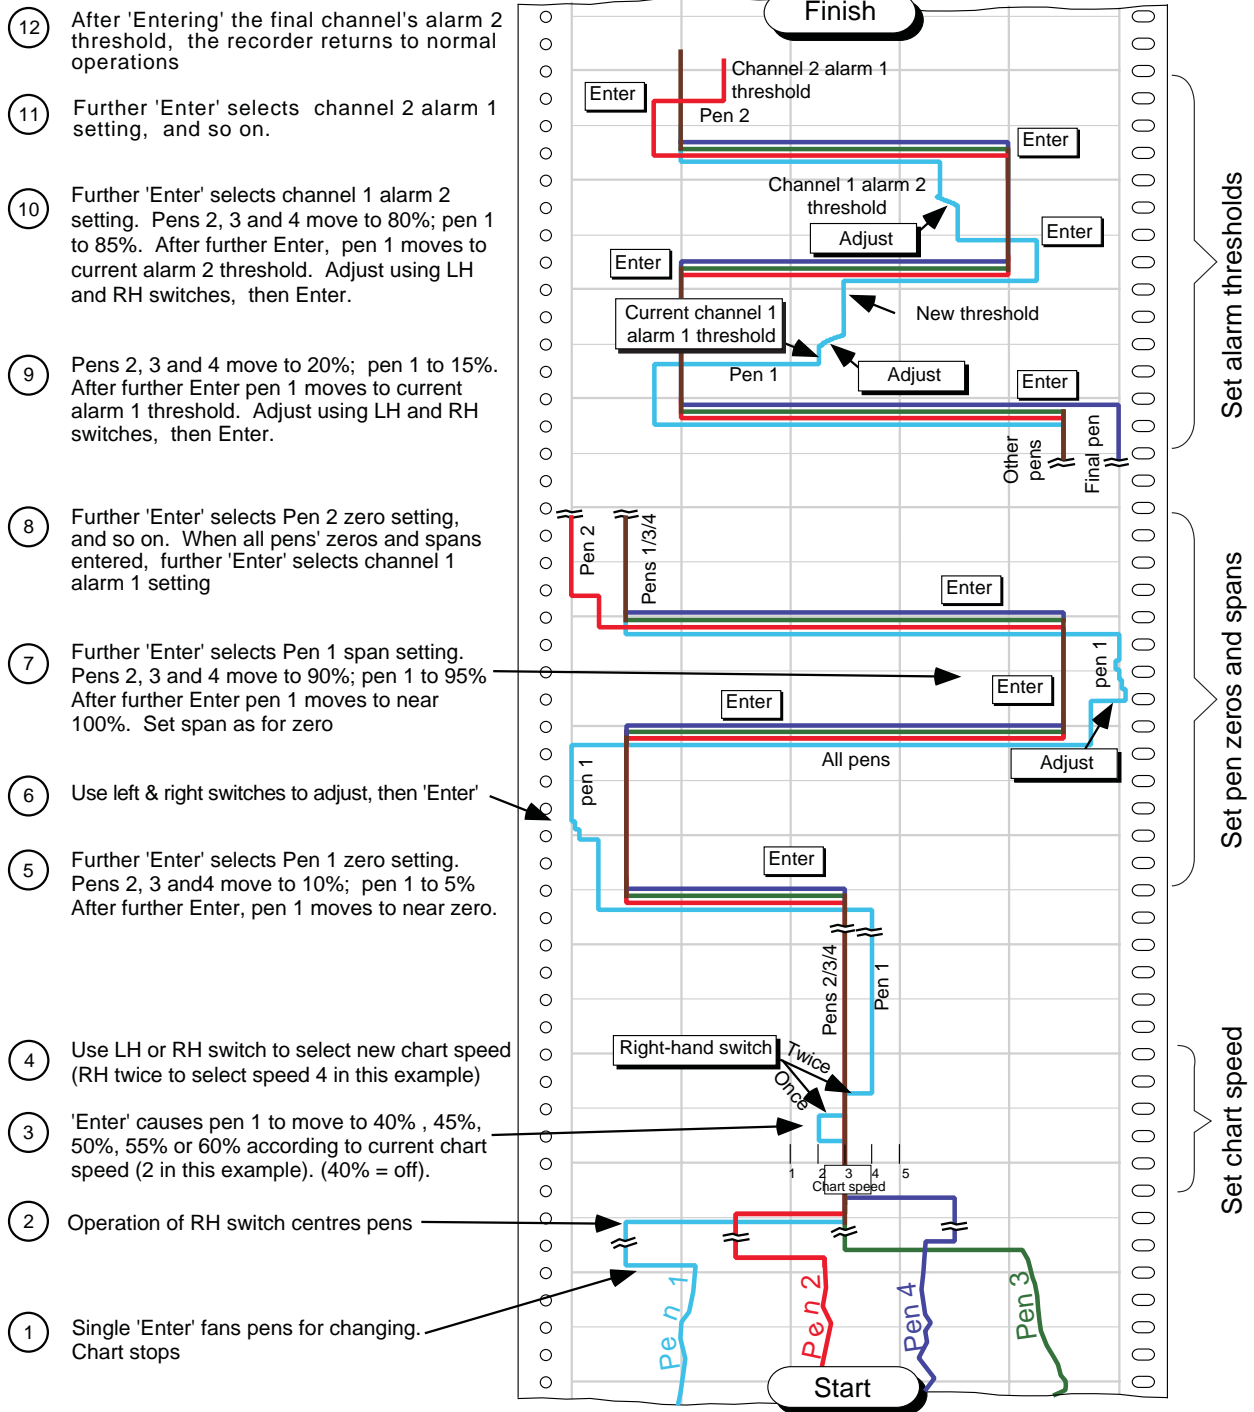 Finish
12
After 'Entering' the final channel's alarm 2
threshold, the recorder returns to normal
operations
11
Further 'Enter' selects channel 2 alarm 1
setting, and so on.
10
Further 'Enter' selects channel 1 alarm 2
setting. Pens 2, 3 and 4 move to 80%; pen 1
to 85%. After further Enter, pen 1 moves to
current alarm 2 threshold. Adjust using LH
and RH switches, then Enter.
9
Pens 2, 3 and 4 move to 20%; pen 1 to 15%.
After further Enter pen 1 moves to current
alarm 1 threshold. Adjust using LH and RH
switches, then Enter.
8
Further 'Enter' selects Pen 2 zero setting,
and so on. When all pens' zeros and spans
entered, further 'Enter' selects channel 1
alarm 1 setting
7
Further 'Enter' selects Pen 1 span setting.
Pens 2, 3 and 4 move to 90%; pen 1 to 95%
After further Enter pen 1 moves to near
100%. Set span as for zero
6
Use left & right switches to adjust, then 'Enter'
5
Further 'Enter' selects Pen 1 zero setting.
Pens 2, 3 and4 move to 10%; pen 1 to 5%
After further Enter, pen 1 moves to near zero.
4
Use LH or RH switch to select new chart speed
(RH twice to select speed 4 in this example)
3
'Enter' causes pen 1 to move to 40% , 45%,
50%, 55% or 60% according to current chart
speed (2 in this example). (40% = off).
2
Operation of RH switch centres pens
1
Single 'Enter' fans pens for changing.
Chart stops
Channel 2 alarm 1
threshold
Enter
Pen 2
Enter
Channel 1 alarm 2
threshold
Adjust
Enter
Enter
Current channel 1
alarm 1 threshold
New threshold
Pen 1
Adjust
Enter
Other
pens
Final pen
Set alarm thresholds
Pen 2
Pens 1/3/4
Enter
pen 1
Enter
Enter
All pens
Adjust
pen 1
Enter
Set pen zeros and spans
Pens 2/3/4
Pen 1
Right-hand switch
Twice
Once
1 2 3 4 5
Chart speed
Set chart speed
Pen 1
Pen 2
Pen 4
Pen 3
Start